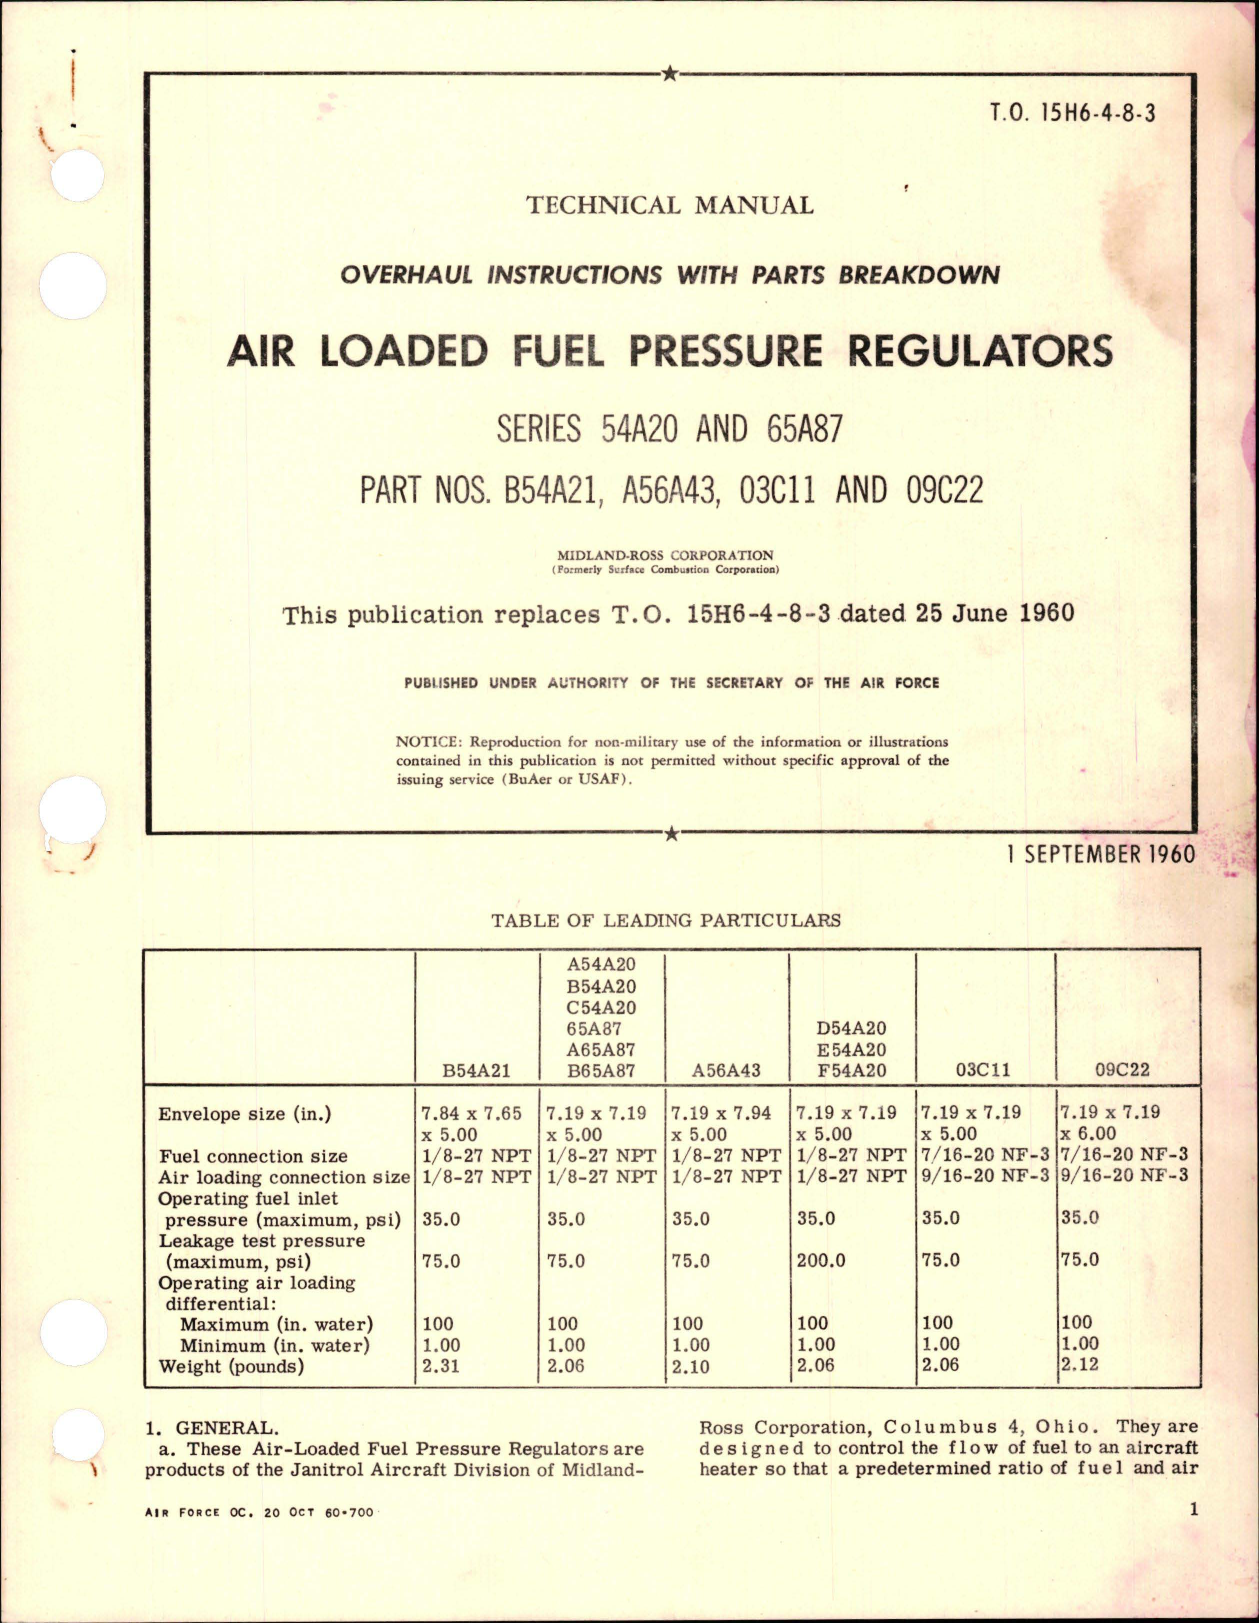 T.O. 15H6-4-8-3
TECHNICAL MANUAL
OVERHAUL INSTRUCTIONS WITH PARTS BREAKDOWN
AIR LOADED FUEL PRESSURE REGULATORS
SERIES 54A20 AND 65A87
PART NOS. B54A21, A56A43, 03C11 AND 09C22
MIDLAND-ROSS CORPORATION
(Formerly Surface Combustion Corporation)
This publication replaces T.O. 15H6-4-8-3 dated 25 June 1960
PUBLISHED UNDER AUTHORITY OF THE SECRETARY OF THE AIR FORCE
NOTICE: Reproduction for non-military use of the information or illustrations
contained in this publication is not permitted without specific approval of the
issuing service (BuAer or USAF).
1 SEPTEMBER 1960
TABLE OF LEADING PARTICULARS
A54A20
B54A20
C54A20
65A87 D54A20
A65A87 E54A20
B54A21 B65A87 A56A43 F54A20 03C11 09C22
Envelope size (in.) 7.84 x 7.65 7.19 x 7.19 7.19 x 7.94 7.19 x 7.19 7.19 x 7.19 7.19 x 7.19
x 5.00 x 5.00 x 5.00 x 5.00 x 5.00 x 6.00
Fuel connection size 1/8-27 NPT 1/8-27 NPT 1/8-27 NPT 1/8-27 NPT 7/16-20 NF-3 7/16-20 NF-3
Air loading connection size 1/8-27 NPT 1/8-27 NPT 1/8-27 NPT 1/8-27 NPT 9/16-20 NF-3 9/16-20 NF-3
Operating fuel inlet
pressure (maximum, psi) 35.0 35.0 35.0 35.0 35.0 35.0
Leakage test pressure
(maximum, psi) 75.0 75.0 75.0 200.0 75.0 75.0
Operating air loading
differential:
Maximum (in. water) 100 100 100 100 100 100
Minimum (in. water) 1.00 1.00 1.00 1.00 1.00 1.00
Weight (pounds) 2.31 2.06 2.10 2.06 2.06 2.12
1. GENERAL.
a. These Air-Loaded Fuel Pressure Regulators are
products of the Janitrol Aircraft Division of Midland-
Ross Corporation, Columbus 4, Ohio. They are
designed to control the flow of fuel to an aircraft
heater so that a predetermined ratio of fuel and air
AIR FORCE OC. 20 OCT 60-700
1